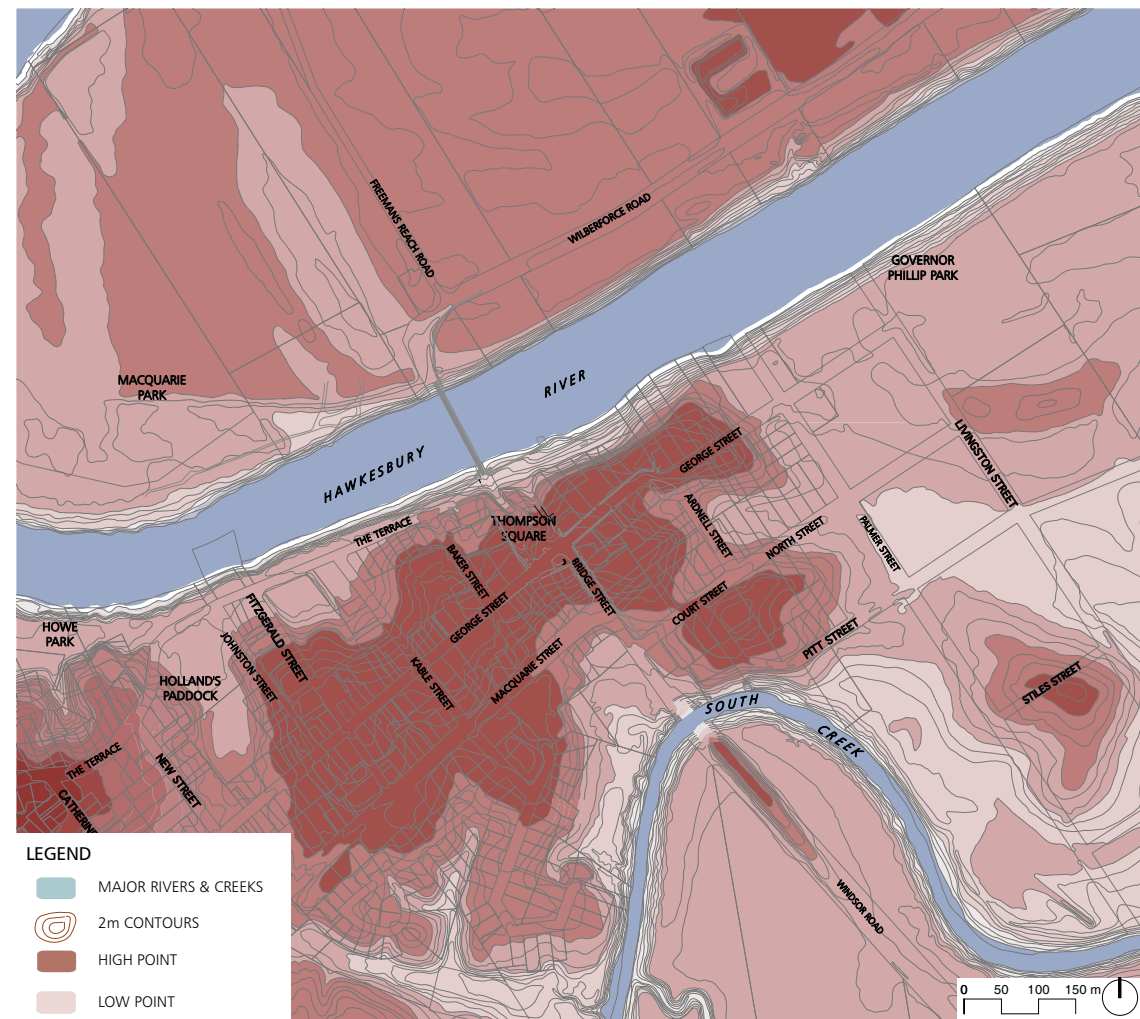 FREEMANS REACH ROAD
WILBERFORCE ROAD
GOVERNOR
PHILLIP PARK
MACQUARIE
PARK
RIVER
HAWKESBURY
GEORGE STREET
LIVINGSTON STREET
THE TERRACE
THOMPSON
SQUARE
ARDNELL STREET
NORTH STREET
PALMER STREET
BAKER STREET
BRIDGE STREET
GEORGE STREET
COURT STREET
HOWE
PARK
FITZGERALD STREET
JOHNSTON STREET
HOLLAND'S
PADDOCK
KABLE STREET
MACQUARIE STREET
PITT STREET
STILES STREET
SOUTH
CREEK
THE TERRACE
NEW STREET
CATHERINE
WINDSOR ROAD
LEGEND
MAJOR RIVERS & CREEKS
2m CONTOURS
HIGH POINT
LOW POINT
0 50 100 150 m